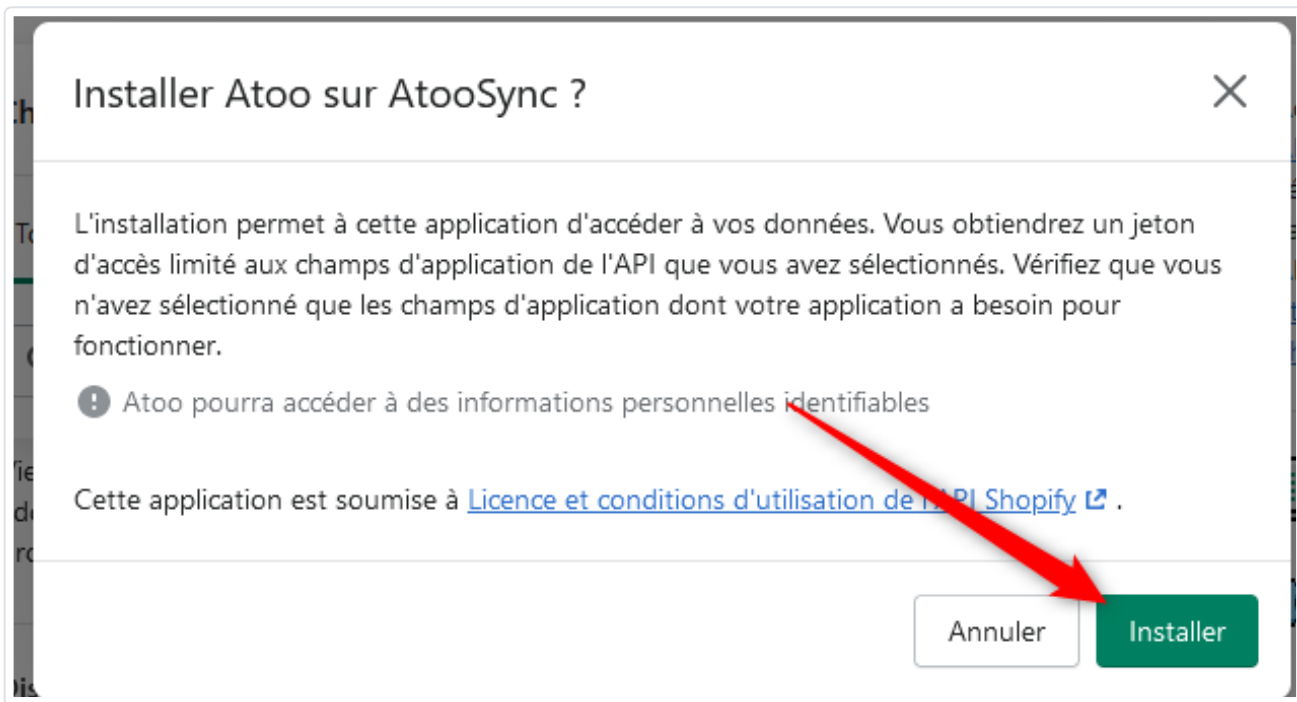 Installer Atoo sur AtooSync ?
L'installation permet à cette application d'accéder à vos données. Vous obtiendrez un jeton
d'accès limité aux champs d'application de l'API que vous avez sélectionnés. Vérifiez que vous
n'avez sélectionné que les champs d'application dont votre application a besoin pour
fonctionner.
Atoo pourra accéder à des informations personnelles identifiables
Cette application est soumise à Licence et conditions d'utilisation de l'API Shopify .
Annuler
Installer